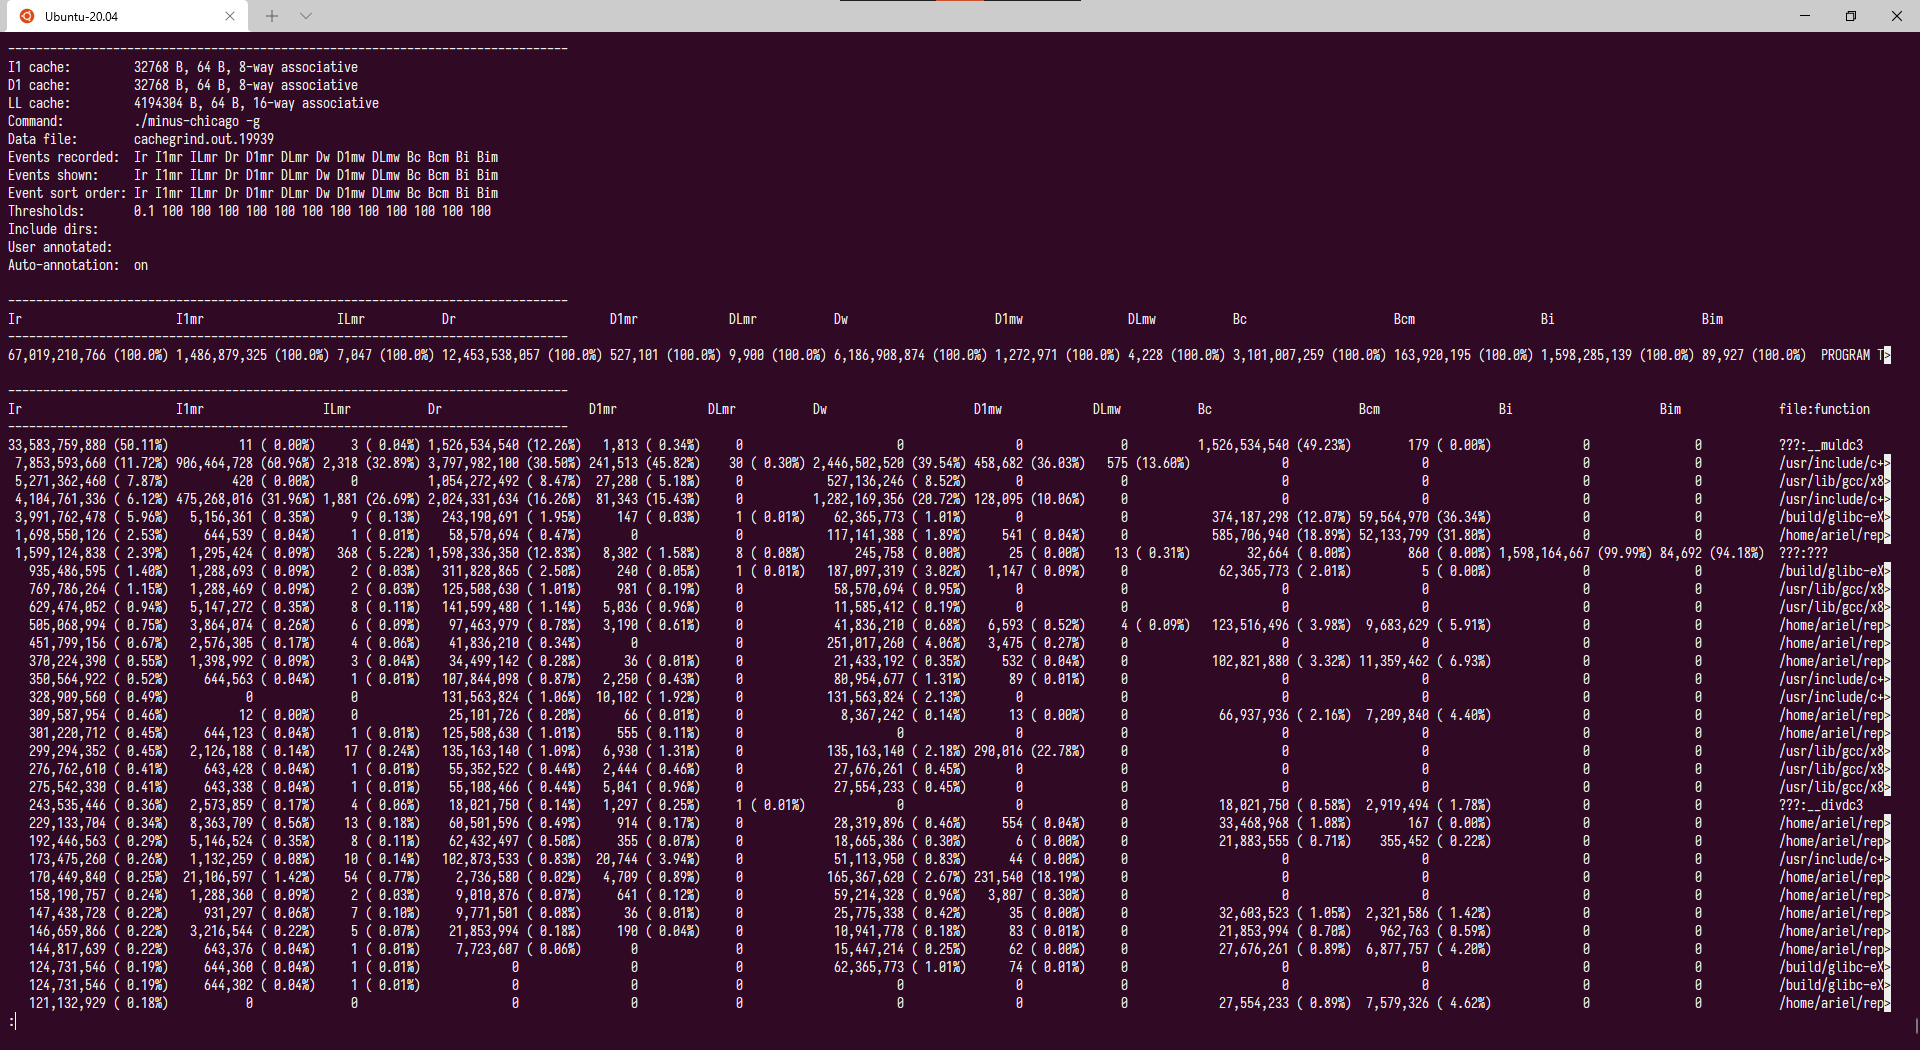 Ubuntu-20.04
--------------------------------------------------------------------------------
I1 cache:         32768 B, 64 B, 8-way associative
D1 cache:         32768 B, 64 B, 8-way associative
LL cache:         4194304 B, 64 B, 16-way associative
Command:          ./minus-chicago -g
Data file:        cachegrind.out.19939
Events recorded:  Ir I1mr ILmr Dr D1mr DLmr Dw D1mw DLmw Bc Bcm Bi Bim
Events shown:     Ir I1mr ILmr Dr D1mr DLmr Dw D1mw DLmw Bc Bcm Bi Bim
Event sort order: Ir I1mr ILmr Dr D1mr DLmr Dw D1mw DLmw Bc Bcm Bi Bim
Thresholds:       0.1 100 100 100 100 100 100 100 100 100 100 100 100
Include dirs:
User annotated:
Auto-annotation:  on
--------------------------------------------------------------------------------
Ir I1mr ILmr Dr D1mr DLmr Dw D1mw DLmw Bc Bcm Bi Bim
--------------------------------------------------------------------------------
67,019,210,766 (100.0%) 1,486,879,325 (100.0%) 7,047 (100.0%) 12,453,538,057 (100.0%) 527,101 (100.0%) 9,900 (100.0%) 6,186,908,874 (100.0%) 1,272,971 (100.0%) 4,228 (100.0%) 3,101,007,259 (100.0%) 163,920,195 (100.0%) 1,598,285,139 (100.0%) 89,927 (100.0%)  PROGRAM T>
--------------------------------------------------------------------------------
Ir I1mr ILmr Dr D1mr DLmr Dw D1mw DLmw Bc Bcm Bi Bim file:function
--------------------------------------------------------------------------------
33,583,759,880 (50.11%) 11 ( 0.00%) 3 ( 0.04%) 1,526,534,540 (12.26%) 1,813 ( 0.34%) 0 0 0 0 1,526,534,540 (49.23%) 179 ( 0.00%) 0 0 ???:__muldc3
7,853,593,660 (11.72%) 906,464,728 (60.96%) 2,318 (32.89%) 3,797,982,100 (30.50%) 241,513 (45.82%) 30 ( 0.30%) 2,446,502,520 (39.54%) 458,682 (36.03%) 575 (13.60%) 0 0 0 0 /usr/include/c+>
5,271,362,460 ( 7.87%) 420 ( 0.00%) 0 1,054,272,492 ( 8.47%) 27,280 ( 5.18%) 0 527,136,246 ( 8.52%) 0 0 0 0 0 0 /usr/lib/gcc/x8>
4,104,761,336 ( 6.12%) 475,268,016 (31.96%) 1,881 (26.69%) 2,024,331,634 (16.26%) 81,343 (15.43%) 0 1,282,169,356 (20.72%) 128,095 (10.06%) 0 0 0 0 0 /usr/include/c+>
3,991,762,478 ( 5.96%) 5,156,361 ( 0.35%) 9 ( 0.13%) 243,190,691 ( 1.95%) 147 ( 0.03%) 1 ( 0.01%) 62,365,773 ( 1.01%) 0 0 374,187,298 (12.07%) 59,564,970 (36.34%) 0 0 /build/glibc-eX>
1,698,550,126 ( 2.53%) 644,539 ( 0.04%) 1 ( 0.01%) 58,570,694 ( 0.47%) 0 0 117,141,388 ( 1.89%) 541 ( 0.04%) 0 585,706,940 (18.89%) 52,133,799 (31.80%) 0 0 /home/ariel/rep>
1,599,124,838 ( 2.39%) 1,295,424 ( 0.09%) 368 ( 5.22%) 1,598,336,350 (12.83%) 8,302 ( 1.58%) 8 ( 0.08%) 245,758 ( 0.00%) 25 ( 0.00%) 13 ( 0.31%) 32,664 ( 0.00%) 860 ( 0.00%) 1,598,164,667 (99.99%) 84,692 (94.18%) ???:???
935,486,595 ( 1.40%) 1,288,693 ( 0.09%) 2 ( 0.03%) 311,828,865 ( 2.50%) 240 ( 0.05%) 1 ( 0.01%) 187,097,319 ( 3.02%) 1,147 ( 0.09%) 0 62,365,773 ( 2.01%) 5 ( 0.00%) 0 0 /build/glibc-eX>
769,786,264 ( 1.15%) 1,288,469 ( 0.09%) 2 ( 0.03%) 125,508,630 ( 1.01%) 981 ( 0.19%) 0 58,570,694 ( 0.95%) 0 0 0 0 0 0 /usr/lib/gcc/x8>
629,474,052 ( 0.94%) 5,147,272 ( 0.35%) 8 ( 0.11%) 141,599,480 ( 1.14%) 5,036 ( 0.96%) 0 11,585,412 ( 0.19%) 0 0 0 0 0 0 /usr/lib/gcc/x8>
505,068,994 ( 0.75%) 3,864,074 ( 0.26%) 6 ( 0.09%) 97,463,979 ( 0.78%) 3,190 ( 0.61%) 0 41,836,210 ( 0.68%) 6,593 ( 0.52%) 4 ( 0.09%) 123,516,496 ( 3.98%) 9,683,629 ( 5.91%) 0 0 /home/ariel/rep>
451,799,156 ( 0.67%) 2,576,305 ( 0.17%) 4 ( 0.06%) 41,836,210 ( 0.34%) 0 0 251,017,260 ( 4.06%) 3,475 ( 0.27%) 0 0 0 0 0 /home/ariel/rep>
370,224,390 ( 0.55%) 1,398,992 ( 0.09%) 3 ( 0.04%) 34,499,142 ( 0.28%) 36 ( 0.01%) 0 21,433,192 ( 0.35%) 532 ( 0.04%) 0 102,821,880 ( 3.32%) 11,359,462 ( 6.93%) 0 0 /home/ariel/rep>
350,564,922 ( 0.52%) 644,563 ( 0.04%) 1 ( 0.01%) 107,844,098 ( 0.87%) 2,250 ( 0.43%) 0 80,954,677 ( 1.31%) 89 ( 0.01%) 0 0 0 0 0 /usr/include/c+>
328,909,560 ( 0.49%) 0 0 131,563,824 ( 1.06%) 10,102 ( 1.92%) 0 131,563,824 ( 2.13%) 0 0 0 0 0 0 /usr/include/c+>
309,587,954 ( 0.46%) 12 ( 0.00%) 0 25,101,726 ( 0.20%) 66 ( 0.01%) 0 8,367,242 ( 0.14%) 13 ( 0.00%) 0 66,937,936 ( 2.16%) 7,209,840 ( 4.40%) 0 0 /home/ariel/rep>
301,220,712 ( 0.45%) 644,123 ( 0.04%) 1 ( 0.01%) 125,508,630 ( 1.01%) 555 ( 0.11%) 0 0 0 0 0 0 0 0 /home/ariel/rep>
299,294,352 ( 0.45%) 2,126,188 ( 0.14%) 17 ( 0.24%) 135,163,140 ( 1.09%) 6,930 ( 1.31%) 0 135,163,140 ( 2.18%) 290,016 (22.78%) 0 0 0 0 0 /usr/lib/gcc/x8>
276,762,610 ( 0.41%) 643,428 ( 0.04%) 1 ( 0.01%) 55,352,522 ( 0.44%) 2,444 ( 0.46%) 0 27,676,261 ( 0.45%) 0 0 0 0 0 0 /usr/lib/gcc/x8>
275,542,330 ( 0.41%) 643,338 ( 0.04%) 1 ( 0.01%) 55,108,466 ( 0.44%) 5,041 ( 0.96%) 0 27,554,233 ( 0.45%) 0 0 0 0 0 0 /usr/lib/gcc/x8>
243,535,446 ( 0.36%) 2,573,859 ( 0.17%) 4 ( 0.06%) 18,021,750 ( 0.14%) 1,297 ( 0.25%) 1 ( 0.01%) 0 0 0 18,021,750 ( 0.58%) 2,919,494 ( 1.78%) 0 0 ???:__divdc3
229,133,704 ( 0.34%) 8,363,709 ( 0.56%) 13 ( 0.18%) 60,501,596 ( 0.49%) 914 ( 0.17%) 0 28,319,896 ( 0.46%) 554 ( 0.04%) 0 33,468,968 ( 1.08%) 167 ( 0.00%) 0 0 /home/ariel/rep>
192,446,563 ( 0.29%) 5,146,524 ( 0.35%) 8 ( 0.11%) 62,432,497 ( 0.50%) 355 ( 0.07%) 0 18,665,386 ( 0.30%) 6 ( 0.00%) 0 21,883,555 ( 0.71%) 355,452 ( 0.22%) 0 0 /home/ariel/rep>
173,475,260 ( 0.26%) 1,132,259 ( 0.08%) 10 ( 0.14%) 102,873,533 ( 0.83%) 20,744 ( 3.94%) 0 51,113,950 ( 0.83%) 44 ( 0.00%) 0 0 0 0 0 /usr/include/c+>
170,449,840 ( 0.25%) 21,106,597 ( 1.42%) 54 ( 0.77%) 2,736,580 ( 0.02%) 4,709 ( 0.89%) 0 165,367,620 ( 2.67%) 231,540 (18.19%) 0 0 0 0 0 /home/ariel/rep>
158,190,757 ( 0.24%) 1,288,360 ( 0.09%) 2 ( 0.03%) 9,010,876 ( 0.07%) 641 ( 0.12%) 0 59,214,328 ( 0.96%) 3,807 ( 0.30%) 0 0 0 0 0 /home/ariel/rep>
147,438,728 ( 0.22%) 931,297 ( 0.06%) 7 ( 0.10%) 9,771,501 ( 0.08%) 36 ( 0.01%) 0 25,775,338 ( 0.42%) 35 ( 0.00%) 0 32,603,523 ( 1.05%) 2,321,586 ( 1.42%) 0 0 /home/ariel/rep>
146,659,866 ( 0.22%) 3,216,544 ( 0.22%) 5 ( 0.07%) 21,853,994 ( 0.18%) 190 ( 0.04%) 0 10,941,778 ( 0.18%) 83 ( 0.01%) 0 21,853,994 ( 0.70%) 962,763 ( 0.59%) 0 0 /home/ariel/rep>
144,817,639 ( 0.22%) 643,376 ( 0.04%) 1 ( 0.01%) 7,723,607 ( 0.06%) 0 0 15,447,214 ( 0.25%) 62 ( 0.00%) 0 27,676,261 ( 0.89%) 6,877,757 ( 4.20%) 0 0 /home/ariel/rep>
124,731,546 ( 0.19%) 644,360 ( 0.04%) 1 ( 0.01%) 0 0 0 62,365,773 ( 1.01%) 74 ( 0.01%) 0 0 0 0 0 /build/glibc-eX>
124,731,546 ( 0.19%) 644,302 ( 0.04%) 1 ( 0.01%) 0 0 0 0 0 0 0 0 0 0 /build/glibc-eX>
121,132,929 ( 0.18%) 0 0 0 0 0 0 0 0 27,554,233 ( 0.89%) 7,579,326 ( 4.62%) 0 0 /home/ariel/rep>
: